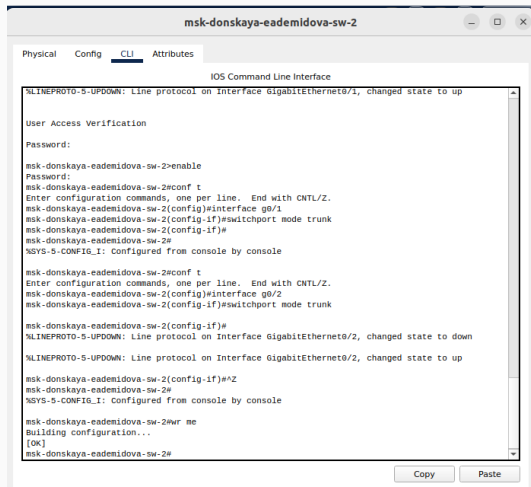 msk-donskaya-eademidova-sw-2
Physical Config CLI Attributes
IOS Command Line Interface
%LINEPROTO-5-UPDOWN: Line protocol on Interface GigabitEthernet0/1, changed state to up
User Access Verification
Password:
msk-donskaya-eademidova-sw-2>enable
Password:
msk-donskaya-eademidova-sw-2#conf t
Enter configuration commands, one per line. End with CNTL/Z.
msk-donskaya-eademidova-sw-2(config)#interface g0/1
msk-donskaya-eademidova-sw-2(config-if)#switchport mode trunk
msk-donskaya-eademidova-sw-2(config-if)#
msk-donskaya-eademidova-sw-2#
%SYS-5-CONFIG_I: Configured from console by console
msk-donskaya-eademidova-sw-2#conf t
Enter configuration commands, one per line. End with CNTL/Z.
msk-donskaya-eademidova-sw-2(config)#interface g0/2
msk-donskaya-eademidova-sw-2(config-if)#switchport mode trunk
msk-donskaya-eademidova-sw-2(config-if)#
%LINEPROTO-5-UPDOWN: Line protocol on Interface GigabitEthernet0/2, changed state to down
%LINEPROTO-5-UPDOWN: Line protocol on Interface GigabitEthernet0/2, changed state to up
msk-donskaya-eademidova-sw-2(config-if)#^Z
msk-donskaya-eademidova-sw-2#
%SYS-5-CONFIG_I: Configured from console by console
msk-donskaya-eademidova-sw-2#wr me
Building configuration...
[OK]
msk-donskaya-eademidova-sw-2#
Copy Paste